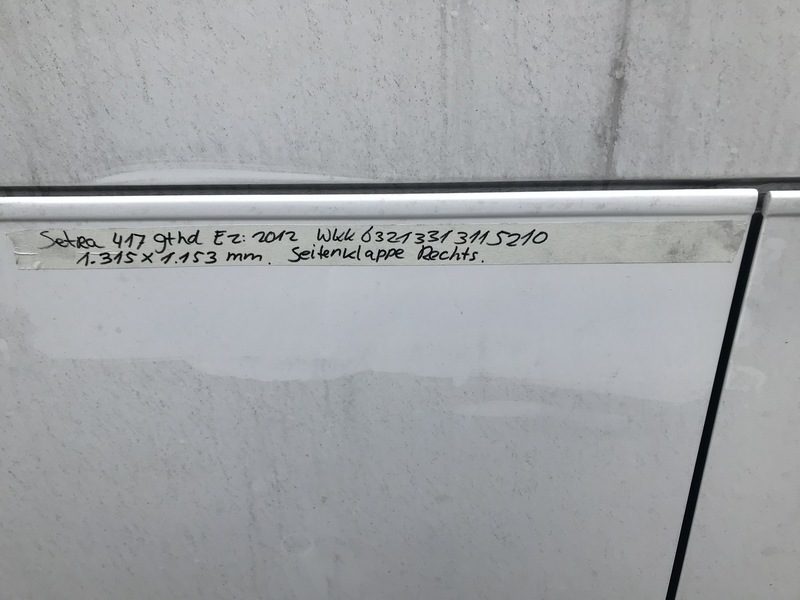 Setra 417 gthd Ez: 2012 Wkk 63213313115210
1.315 x 1.153 mm. Seitenklappe Rechts.